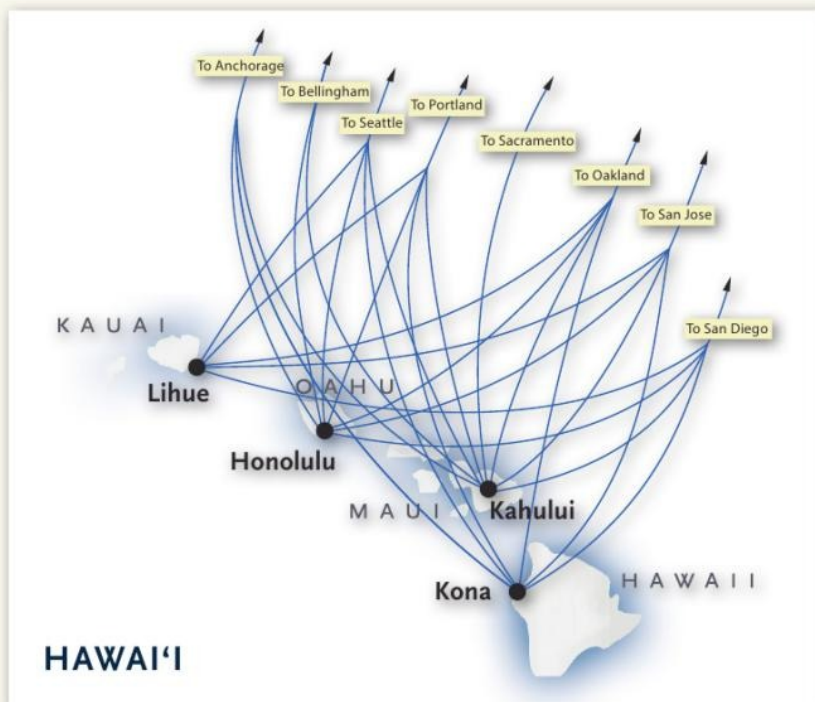 To Anchorage
To Bellingham
To Seattle
To Portland
To Sacramento
To Oakland
To San Jose
To San Diego
KAUAI
Lihue
OAHU
Honolulu
MAUI
Kahului
Kona
HAWAII
HAWAI‘I